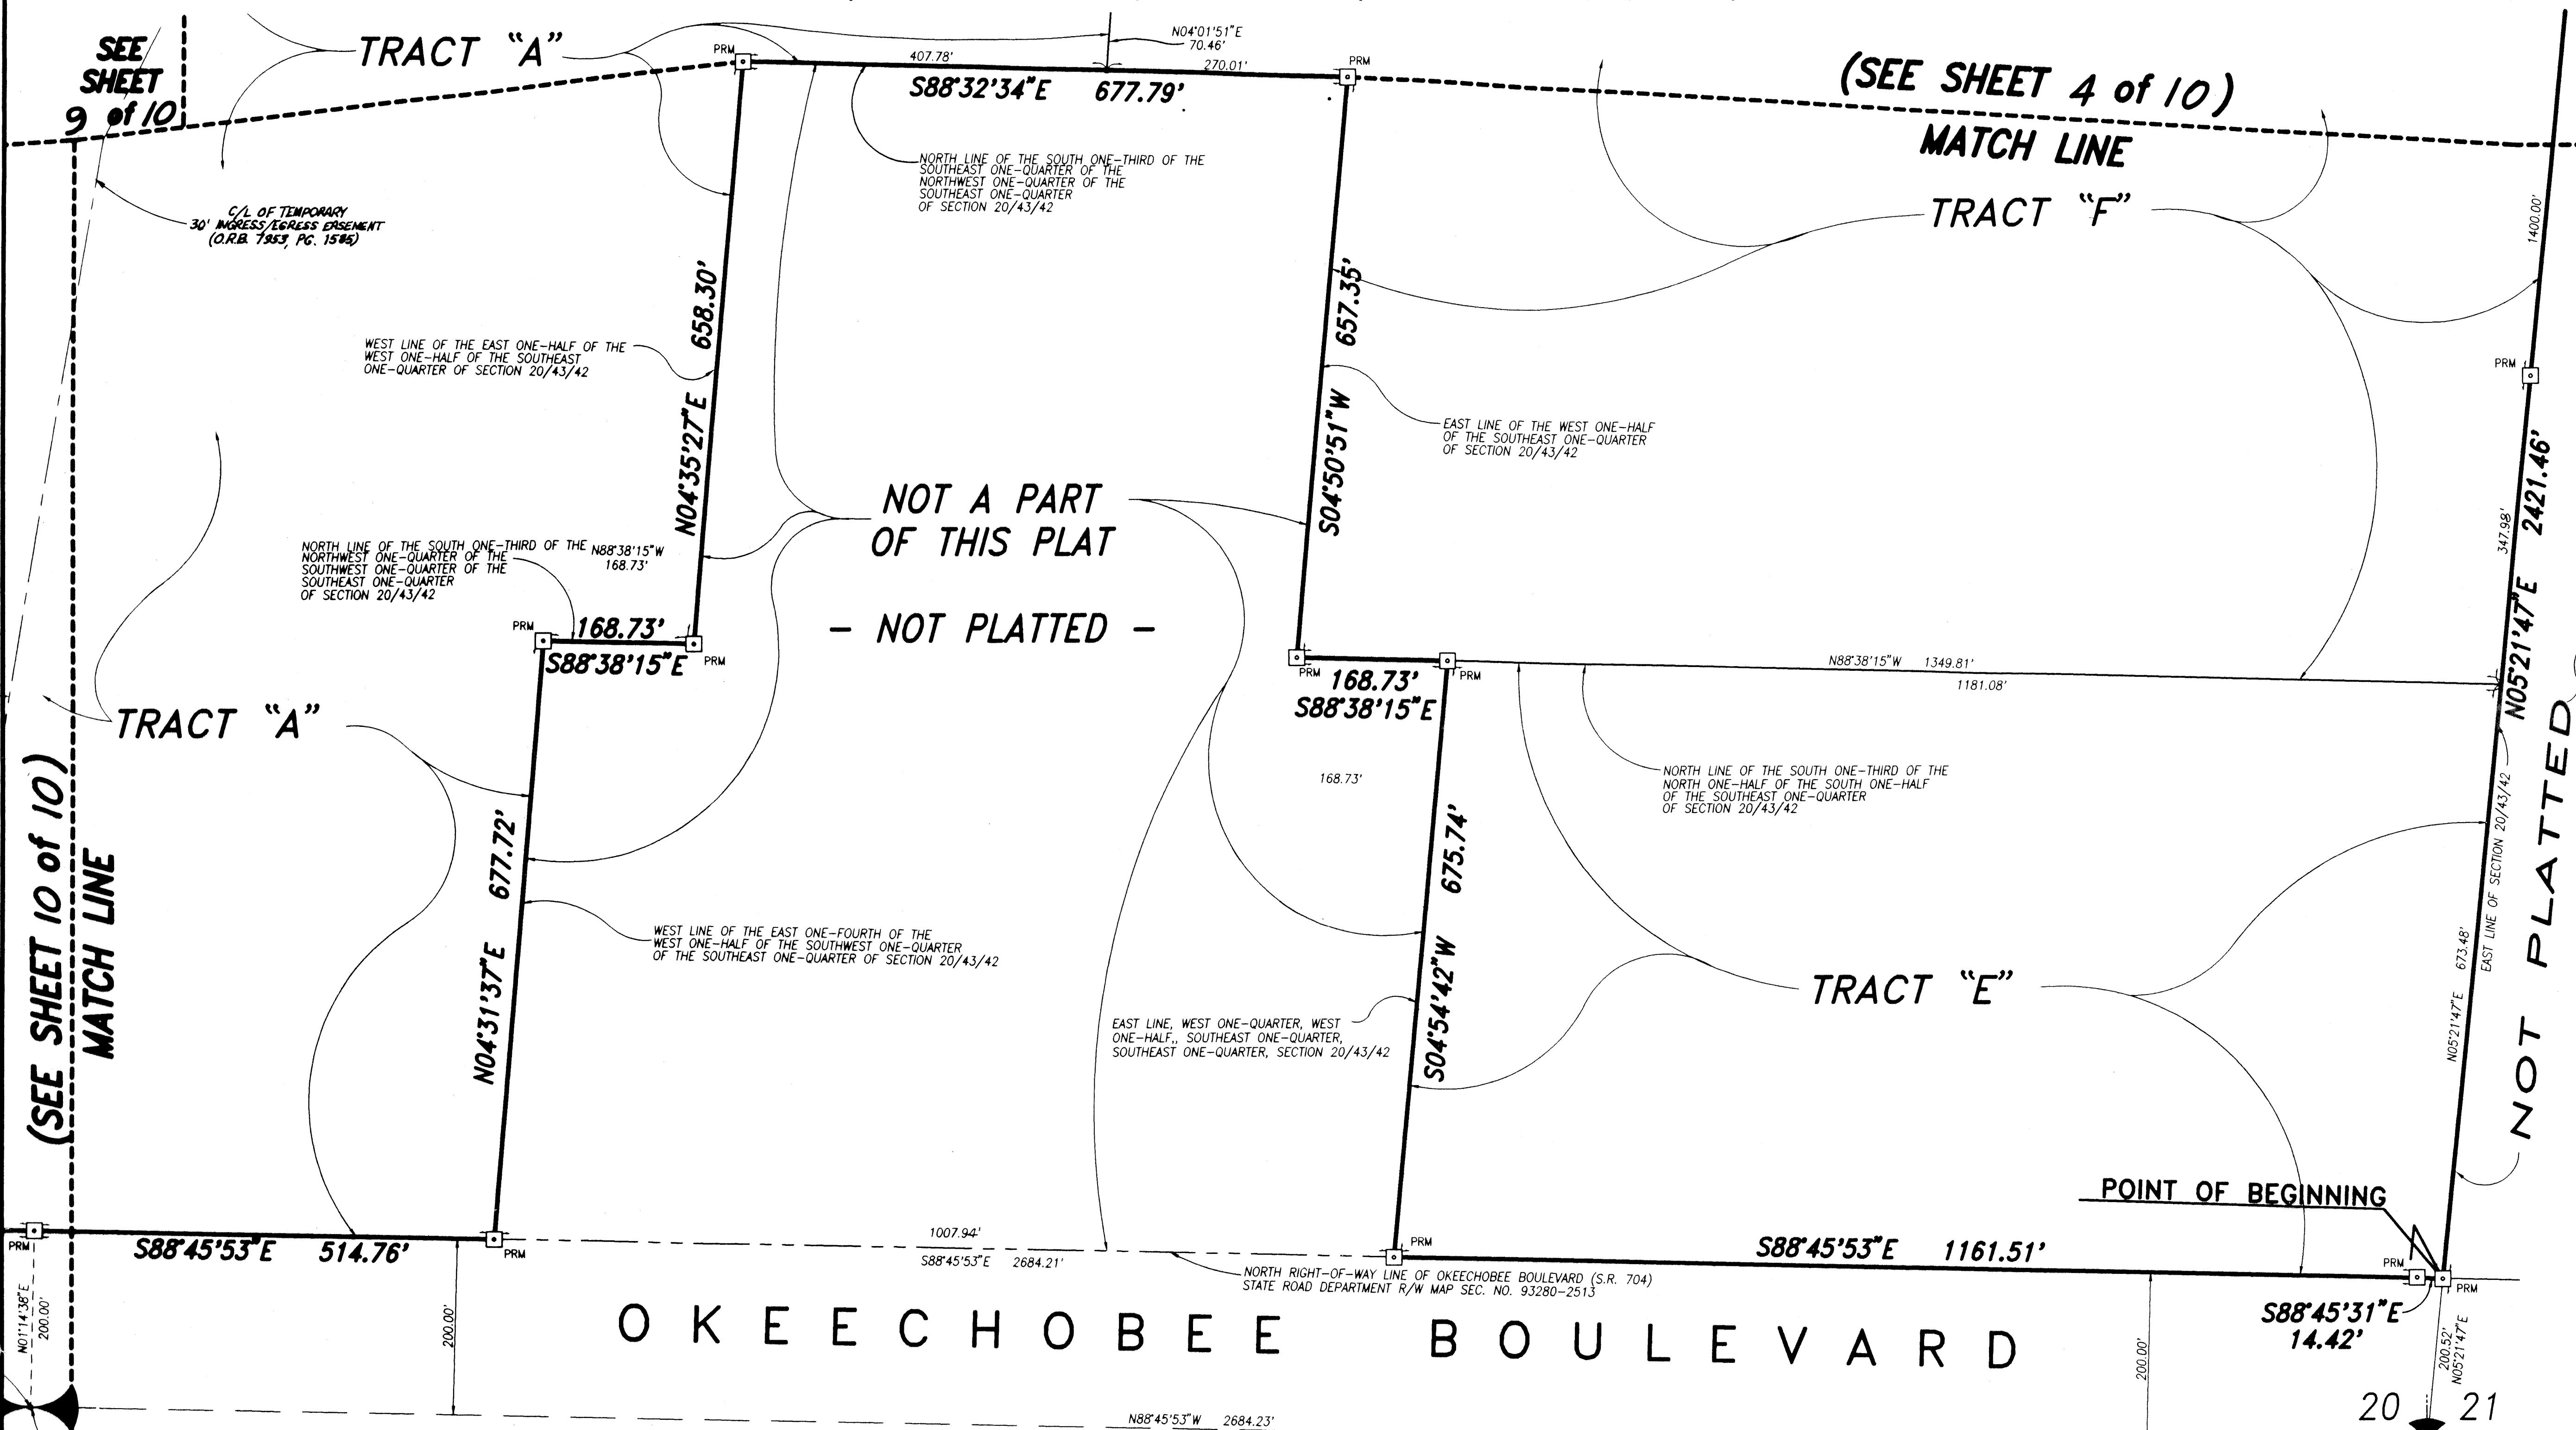 SEE
SHEET
9 of 10
TRACT "A"
PRM
407.78'
N04°01'51"E
70.46'
270.01'
PRM
S88°32'34"E 677.79'
(SEE SHEET 4 of 10)
MATCH LINE
TRACT "F"
1400.00'
C/L OF TEMPORARY
30' INGRESS/EGRESS EASEMENT
(O.R.B. 7953, PG. 1585)
NORTH LINE OF THE SOUTH ONE-THIRD OF THE
SOUTHEAST ONE-QUARTER OF THE
NORTHWEST ONE-QUARTER OF THE
SOUTHEAST ONE-QUARTER
OF SECTION 20/43/42
N04°35'27"E 658.30'
S04°50'51"W 657.35'
WEST LINE OF THE EAST ONE-HALF OF THE
WEST ONE-HALF OF THE SOUTHEAST
ONE-QUARTER OF SECTION 20/43/42
PRM
EAST LINE OF THE WEST ONE-HALF
OF THE SOUTHEAST ONE-QUARTER
OF SECTION 20/43/42
N05°21'47"E 2421.46'
347.98'
NOT A PART
OF THIS PLAT
- NOT PLATTED -
NORTH LINE OF THE SOUTH ONE-THIRD OF THE
NORTHWEST ONE-QUARTER OF THE
SOUTHWEST ONE-QUARTER OF THE
SOUTHEAST ONE-QUARTER
OF SECTION 20/43/42
N88°38'15"W
168.73'
PRM
168.73'
S88°38'15"E
PRM
PRM
168.73'
S88°38'15"E
PRM
N88°38'15"W 1349.81'
1181.08'
TRACT "A"
168.73'
NORTH LINE OF THE SOUTH ONE-THIRD OF THE
NORTH ONE-HALF OF THE SOUTH ONE-HALF
OF THE SOUTHEAST ONE-QUARTER
OF SECTION 20/43/42
NOT PLATTED
EAST LINE OF SECTION 20/43/42
N05°21'47"E 673.48'
(SEE SHEET 10 of 10)
MATCH LINE
N04°31'37"E 677.72'
S04°54'42"W 675.74'
WEST LINE OF THE EAST ONE-FOURTH OF THE
WEST ONE-HALF OF THE SOUTHWEST ONE-QUARTER
OF THE SOUTHEAST ONE-QUARTER OF SECTION 20/43/42
TRACT "E"
EAST LINE, WEST ONE-QUARTER, WEST
ONE-HALF,, SOUTHEAST ONE-QUARTER,
SOUTHEAST ONE-QUARTER, SECTION 20/43/42
POINT OF BEGINNING
PRM
S88°45'53"E 514.76'
PRM
1007.94'
S88°45'53"E 2684.21'
PRM
S88°45'53"E 1161.51'
PRM
PRM
NORTH RIGHT-OF-WAY LINE OF OKEECHOBEE BOULEVARD (S.R. 704)
STATE ROAD DEPARTMENT R/W MAP SEC. NO. 93280-2513
S88°45'31"E
14.42'
N01°14'38"E
200.00'
200.00'
OKEECHOBEE BOULEVARD
200.00'
200.52'
N05°21'47"E
N88°45'53"W 2684.23'
20 21